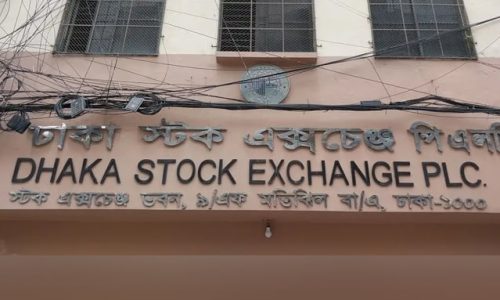 ঢাকা স্টক এক্সচেঞ্জ পিএলসি
DHAKA STOCK EXCHANGE PLC.
স্টক এক্সচেঞ্জ ভবন, ৯/এফ মতিঝিল বা/এ, ঢাকা-১০০০